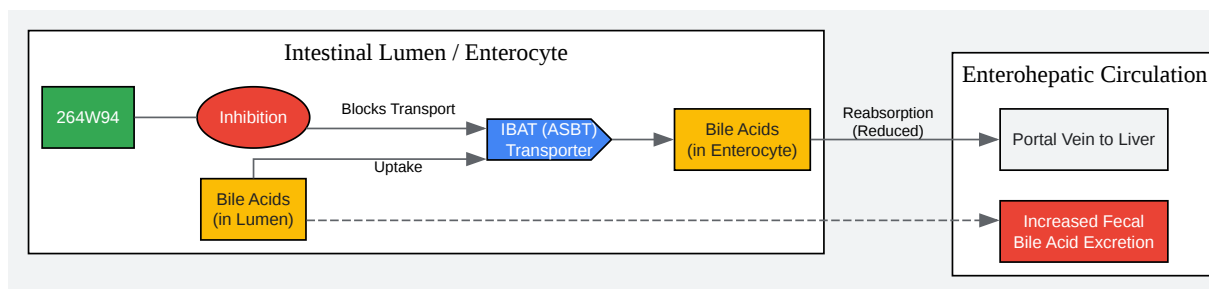 Intestinal Lumen / Enterocyte
264W94
Inhibition
Blocks Transport
IBAT (ASBT)
Transporter
Uptake
Bile Acids
(in Lumen)
Bile Acids
(in Enterocyte)
Reabsorption
(Reduced)
Enterohepatic Circulation
Portal Vein to Liver
Increased Fecal
Bile Acid Excretion